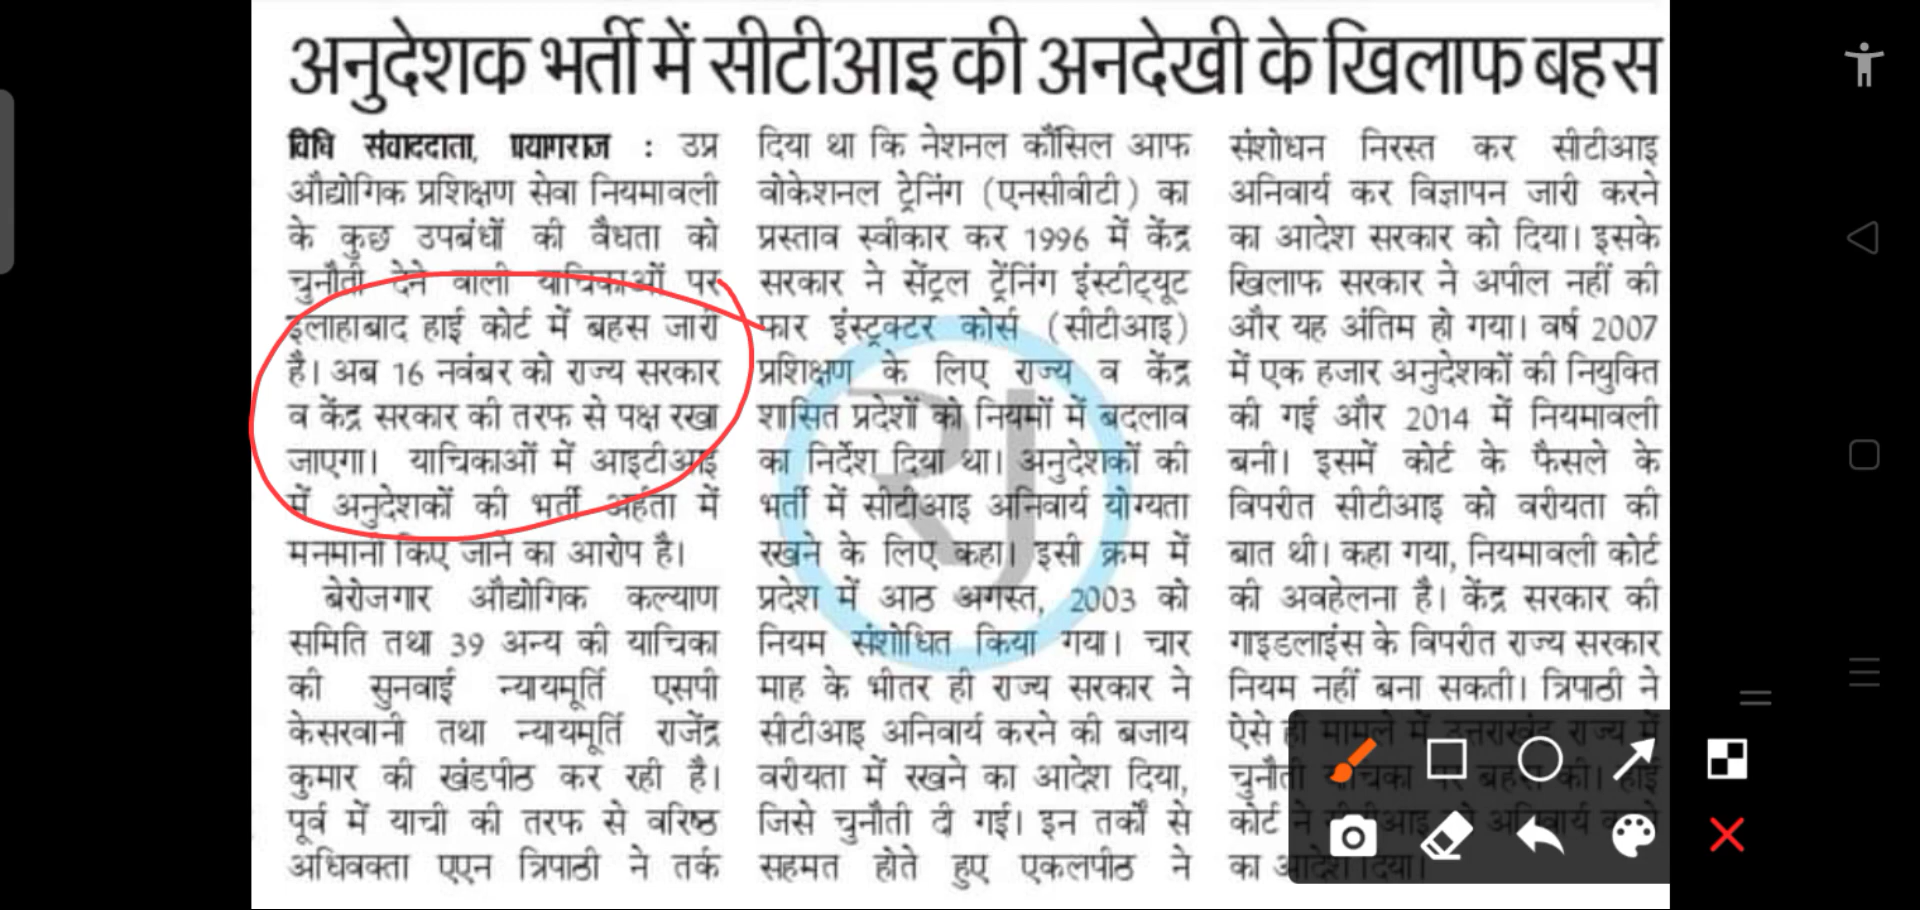 अनुदेशक भर्ती में सीटीआइ की अनदेखी के खिलाफ बहस
विधि संवाददाता, प्रयागराज : उप्र
औद्योगिक प्रशिक्षण सेवा नियमावली
के कुछ उपबंधों की वैधता को
चुनौती देने वाली याचिकाओं पर
इलाहाबाद हाई कोर्ट में बहस जारी
है। अब 16 नवंबर को राज्य सरकार
व केंद्र सरकार की तरफ से पक्ष रखा
जाएगा। याचिकाओं में आइटीआइ
में अनुदेशकों की भर्ती अर्हता में
मनमानी किए जाने का आरोप है।
बेरोजगार औद्योगिक कल्याण
समिति तथा 39 अन्य की याचिका
की सुनवाई न्यायमूर्ति एसपी
केसरवानी तथा न्यायमूर्ति राजेंद्र
कुमार की खंडपीठ कर रही है।
पूर्व में याची की तरफ से वरिष्ठ
अधिवक्ता एएन त्रिपाठी ने तर्क
दिया था कि नेशनल कौंसिल आफ
वोकेशनल ट्रेनिंग (एनसीवीटी) का
प्रस्ताव स्वीकार कर 1996 में केंद्र
सरकार ने सेंट्रल ट्रेंनिंग इंस्टीट्यूट
फार इंस्ट्रक्टर कोर्स (सीटीआइ)
प्रशिक्षण के लिए राज्य व केंद्र
शासित प्रदेशों को नियमों में बदलाव
का निर्देश दिया था। अनुदेशकों की
भर्ती में सीटीआइ अनिवार्य योग्यता
रखने के लिए कहा। इसी क्रम में
प्रदेश में आठ अगस्त, 2003 को
नियम संशोधित किया गया। चार
माह के भीतर ही राज्य सरकार ने
सीटीआइ अनिवार्य करने की बजाय
वरीयता में रखने का आदेश दिया,
जिसे चुनौती दी गई। इन तर्कों से
सहमत होते हुए एकलपीठ ने
संशोधन निरस्त कर सीटीआइ
अनिवार्य कर विज्ञापन जारी करने
का आदेश सरकार को दिया। इसके
खिलाफ सरकार ने अपील नहीं की
और यह अंतिम हो गया। वर्ष 2007
में एक हजार अनुदेशकों की नियुक्ति
की गई और 2014 में नियमावली
बनी। इसमें कोर्ट के फैसले के
विपरीत सीटीआइ को वरीयता की
बात थी। कहा गया, नियमावली कोर्ट
की अवहेलना है। केंद्र सरकार की
गाइडलाइंस के विपरीत राज्य सरकार
नियम नहीं बना सकती। त्रिपाठी ने
ऐसे ही मामले में उत्तराखंड राज्य में
चुनौती याचिका पर बहस की। हाई
कोर्ट ने
का आदेश दिया।
RJ